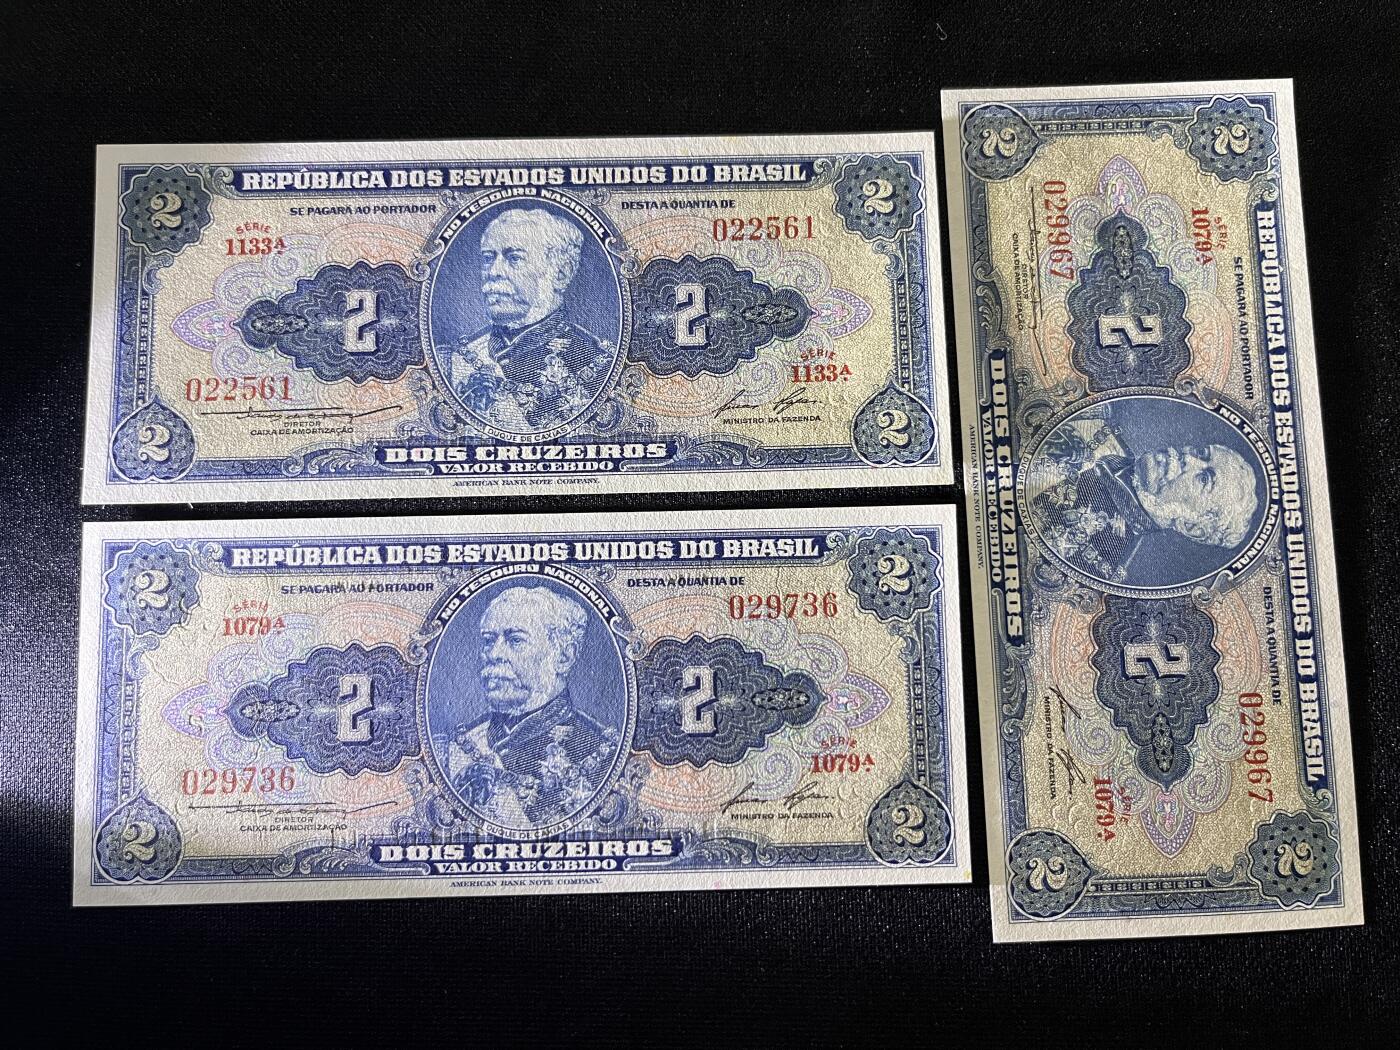 2 REPÚBLICA DOS ESTADOS UNIDOS DO BRASIL 2
SE PAGARÁ AO PORTADOR NO TESOURO NACIONAL DESTA A QUANTIA DE
SÉRIE 022561
1133A
2 2
SÉRIE
022561 1133A
DIRETOR DUQUE DE CAXIAS MINISTRO DA FAZENDA
CAIXA DE AMORTIZAÇÃO
2 DOIS CRUZEIROS 2
VALOR RECEBIDO
AMERICAN BANK NOTE COMPANY.
2 REPÚBLICA DOS ESTADOS UNIDOS DO BRASIL 2
SE PAGARÁ AO PORTADOR NO TESOURO NACIONAL DESTA A QUANTIA DE
SÉRIE 029736
1079A
2 2
SÉRIE
029736 1079A
DIRETOR DUQUE DE CAXIAS MINISTRO DA FAZENDA
CAIXA DE AMORTIZAÇÃO
2 DOIS CRUZEIROS 2
VALOR RECEBIDO
AMERICAN BANK NOTE COMPANY.
2 REPÚBLICA DOS ESTADOS UNIDOS DO BRASIL 2
SE PAGARÁ AO PORTADOR NO TESOURO NACIONAL DESTA A QUANTIA DE
SÉRIE 029967
1079A
2 2
SÉRIE
029967 1079A
DIRETOR DUQUE DE CAXIAS MINISTRO DA FAZENDA
CAIXA DE AMORTIZAÇÃO
2 DOIS CRUZEIROS 2
VALOR RECEBIDO
AMERICAN BANK NOTE COMPANY.